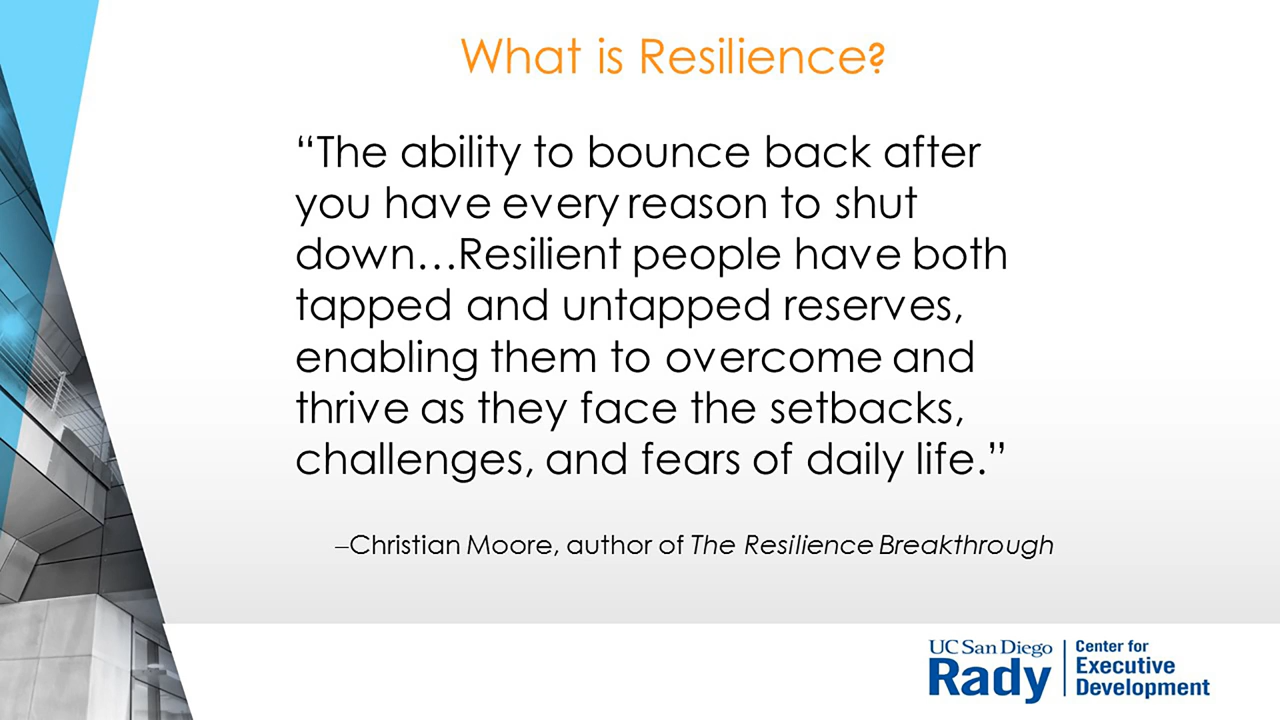 What is Resilience?
“The ability to bounce back after
you have every reason to shut
down…Resilient people have both
tapped and untapped reserves,
enabling them to overcome and
thrive as they face the setbacks,
challenges, and fears of daily life.”
–Christian Moore, author of The Resilience Breakthrough
UC San Diego
Rady
Center for
Executive
Development